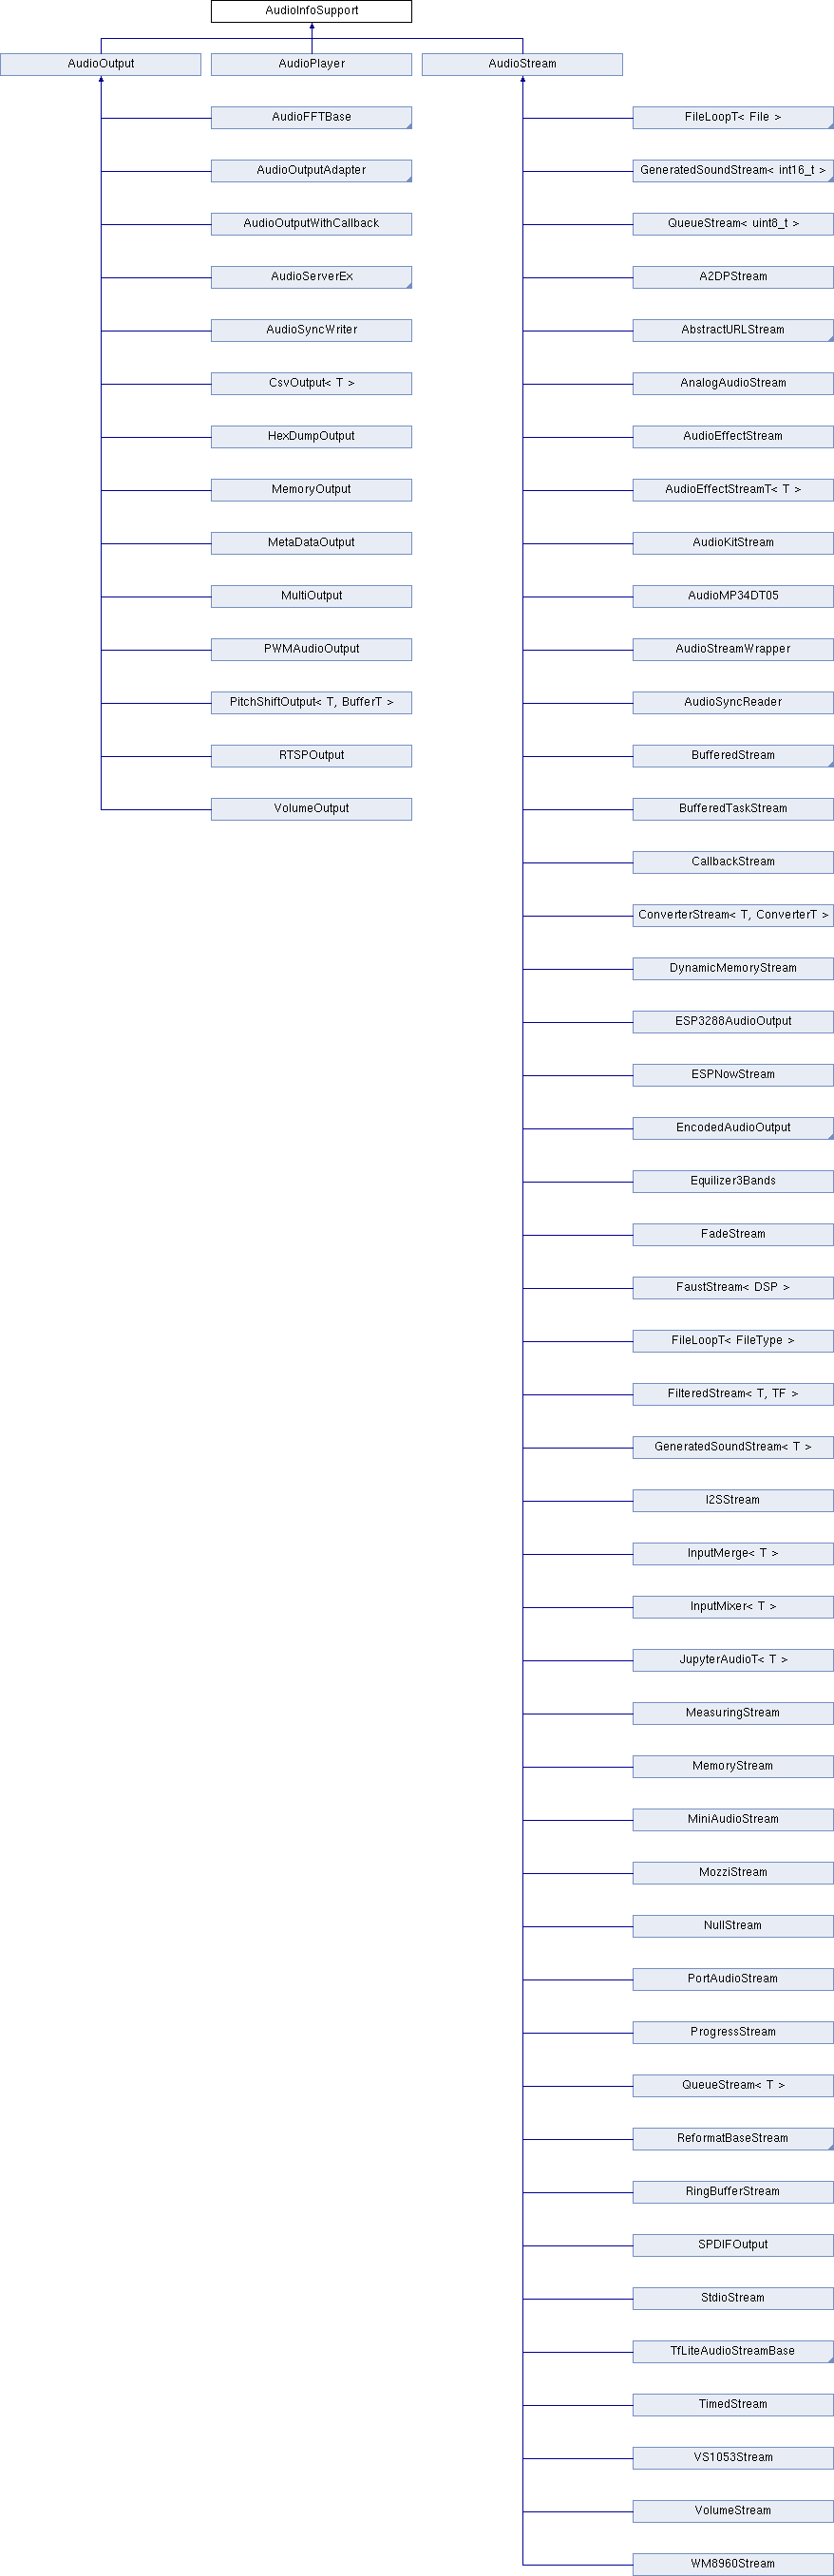 AudioInfoSupport
AudioOutput
AudioPlayer
AudioStream
AudioFFTBase
FileLoopT< File >
AudioOutputAdapter
GeneratedSoundStream< int16_t >
AudioOutputWithCallback
QueueStream< uint8_t >
AudioServerEx
A2DPStream
AudioSyncWriter
AbstractURLStream
CsvOutput< T >
AnalogAudioStream
HexDumpOutput
AudioEffectStream
MemoryOutput
AudioEffectStreamT< T >
MetaDataOutput
AudioKitStream
MultiOutput
AudioMP34DT05
PWMAudioOutput
AudioStreamWrapper
PitchShiftOutput< T, BufferT >
AudioSyncReader
RTSPOutput
BufferedStream
VolumeOutput
BufferedTaskStream
CallbackStream
ConverterStream< T, ConverterT >
DynamicMemoryStream
ESP3288AudioOutput
ESPNowStream
EncodedAudioOutput
Equilizer3Bands
FadeStream
FaustStream< DSP >
FileLoopT< FileType >
FilteredStream< T, TF >
GeneratedSoundStream< T >
I2SStream
InputMerge< T >
InputMixer< T >
JupyterAudioT< T >
MeasuringStream
MemoryStream
MiniAudioStream
MozziStream
NullStream
PortAudioStream
ProgressStream
QueueStream< T >
ReformatBaseStream
RingBufferStream
SPDIFOutput
StdioStream
TfLiteAudioStreamBase
TimedStream
VS1053Stream
VolumeStream
WM8960Stream